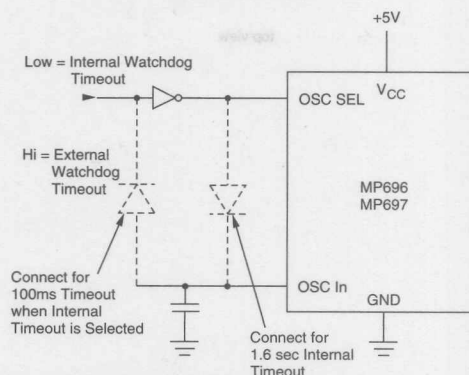 +5V
Low = Internal Watchdog
Timeout
OSC SEL
VCC
Hi = External
Watchdog
Timeout
MP696
MP697
Connect for
100ms Timeout
when Internal
Timeout is Selected
OSC In
GND
Connect for
1.6 sec Internal
Timeout